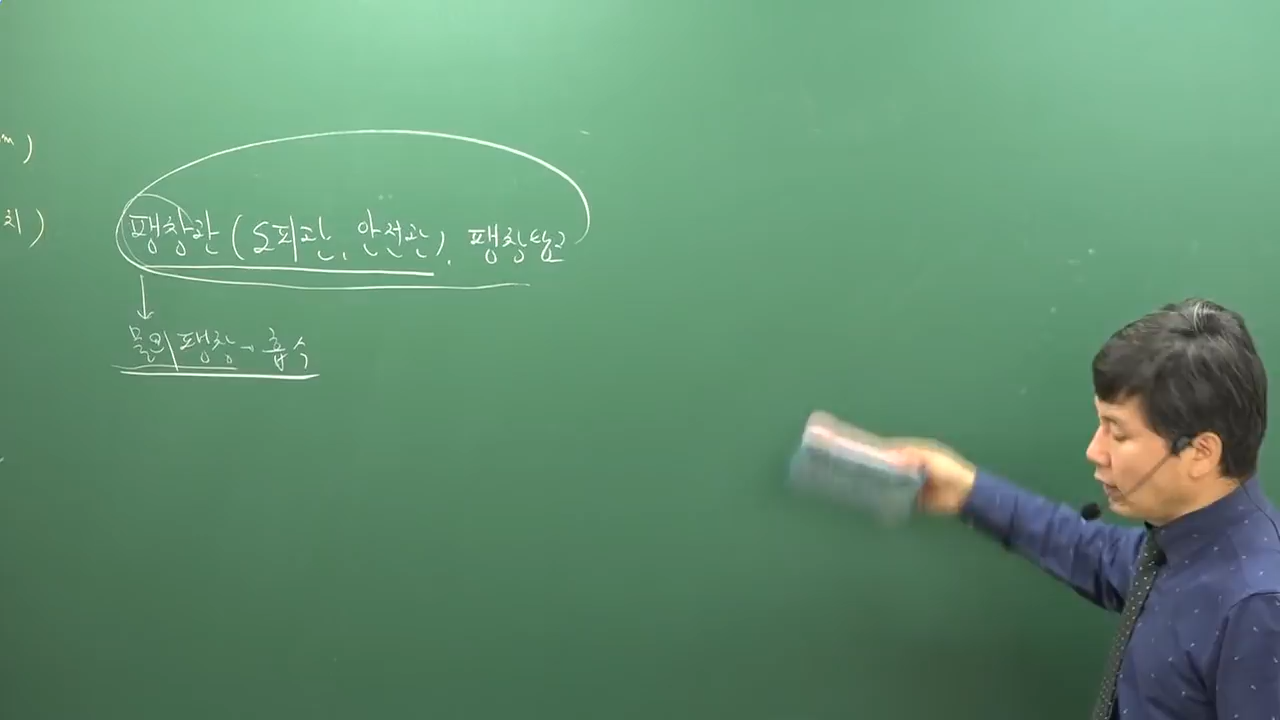 m)
치)
팽창관 (도피관, 안전관), 팽창탱크
물의 팽창→흡수